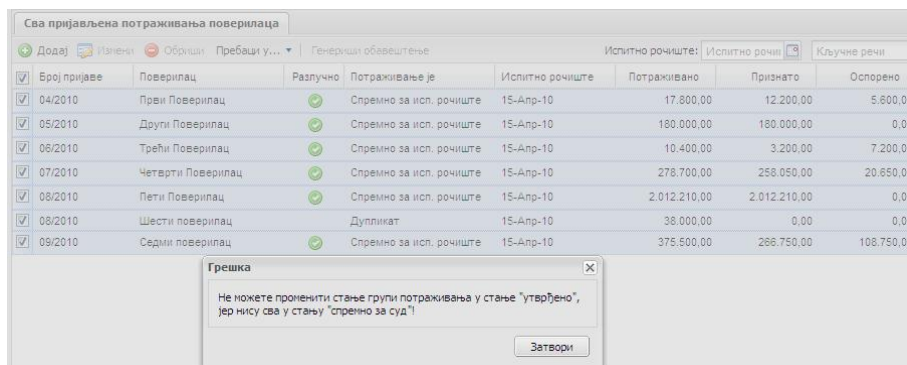 Сва пријављена потраживања поверилаца
Додај Измени Обриши Пребаци у... Генериши обавештење Испитно рочиште: Испитно рочи Кључне речи
Број пријаве Поверилац Разлучно Потраживање је Испитно рочиште Потраживано Признато Оспорено
04/2010 Први Поверилац Спремно за исп. рочиште 15-Апр-10 17.800,00 12.200,00 5.600,0
05/2010 Други Поверилац Спремно за исп. рочиште 15-Апр-10 180.000,00 180.000,00 0,0
06/2010 Трећи Поверилац Спремно за исп. рочиште 15-Апр-10 10.400,00 3.200,00 7.200,0
07/2010 Четврти Поверилац Спремно за исп. рочиште 15-Апр-10 278.700,00 258.050,00 20.650,0
08/2010 Пети Поверилац Спремно за исп. рочиште 15-Апр-10 2.012.210,00 2.012.210,00 0,0
08/2010 Шести поверилац Дупликат 15-Апр-10 38.000,00 0,00 0,0
09/2010 Седми поверилац Спремно за исп. рочиште 15-Апр-10 375.500,00 266.750,00 108.750,0
Грешка
Не можете променити стање групи потраживања у стање "утврђено",
јер нису сва у стању "спремно за суд"!
Затвори